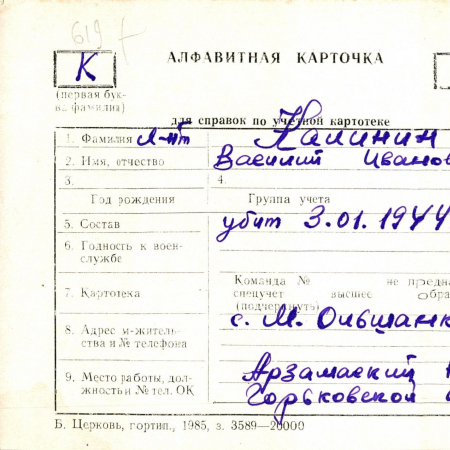 619
К
АЛФАВИТНАЯ КАРТОЧКА
(первая бук-
ва фамилии)
для справок по учетной картотеке
1. Фамилия Л-нт Калинин
2. Имя, отчество Василий Иванов
3. 4.
Год рождения Группа учета
5. Состав убит 3.01.1944
6. Годность к воен-
службе
Команда № не предна
7. Картотека спецучет высшее обра
(подчеркнуть)
8. Адрес м-житель-
ства и № телефона
с. М. Ольшанк
9. Место работы, дол-
жность и № тел. ОК
Арзамаский
Горьковской
Б. Церковь, гортип., 1985, з. 3589—20000